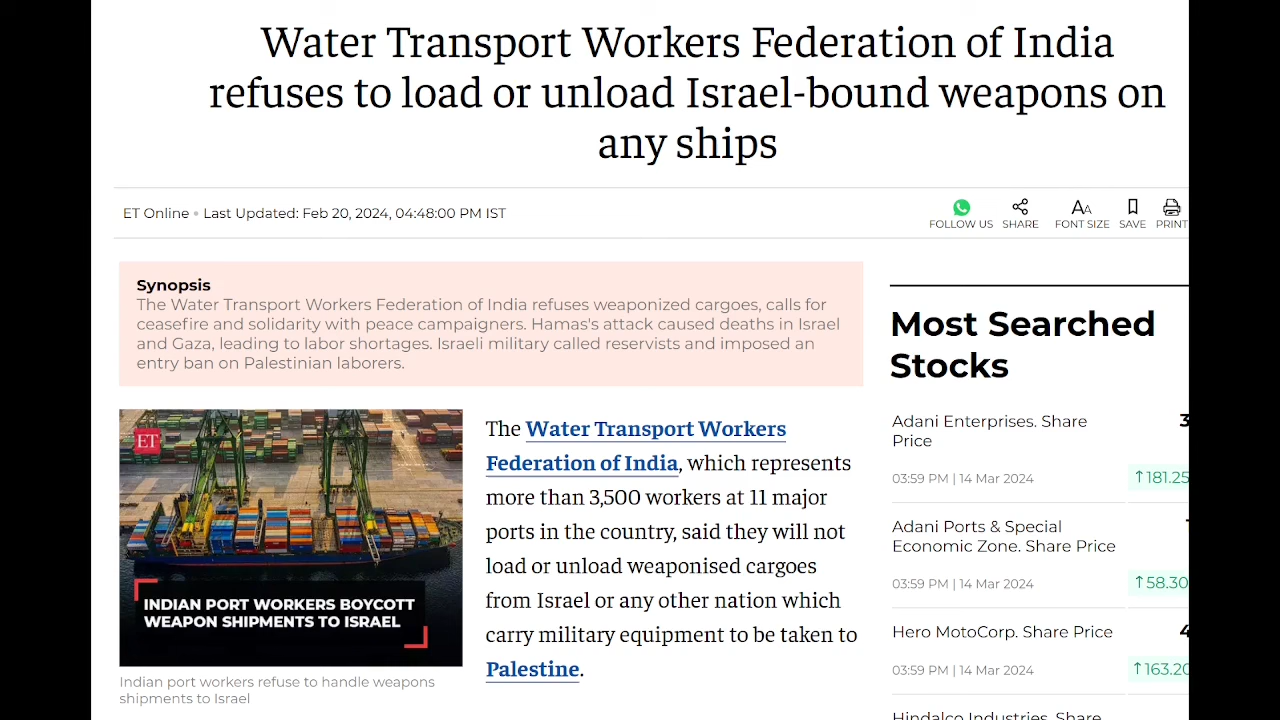 Water Transport Workers Federation of India
refuses to load or unload Israel-bound weapons on
any ships
ET Online • Last Updated: Feb 20, 2024, 04:48:00 PM IST
FOLLOW US SHARE FONT SIZE SAVE PRINT
Synopsis
The Water Transport Workers Federation of India refuses weaponized cargoes, calls for
ceasefire and solidarity with peace campaigners. Hamas's attack caused deaths in Israel
and Gaza, leading to labor shortages. Israeli military called reservists and imposed an
entry ban on Palestinian laborers.
ET
INDIAN PORT WORKERS BOYCOTT
WEAPON SHIPMENTS TO ISRAEL
Indian port workers refuse to handle weapons
shipments to Israel
The Water Transport Workers
Federation of India, which represents
more than 3,500 workers at 11 major
ports in the country, said they will not
load or unload weaponised cargoes
from Israel or any other nation which
carry military equipment to be taken to
Palestine.
Most Searched
Stocks
Adani Enterprises. Share
Price
03:59 PM | 14 Mar 2024
↑181.25
Adani Ports & Special
Economic Zone. Share Price
03:59 PM | 14 Mar 2024
↑58.30
Hero MotoCorp. Share Price
03:59 PM | 14 Mar 2024
↑163.20
Hindalco Industries. Share